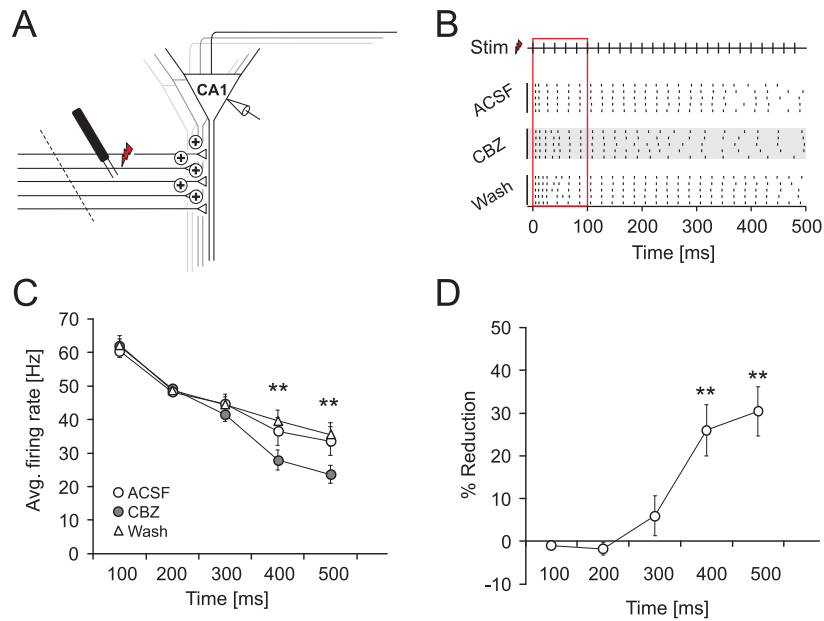 A
CA1
B
Stim
ACSF
CBZ
Wash
0 100 200 300 400 500
Time [ms]
C
70
60
50
40
30
20
10
0
Avg. firing rate [Hz]
** **
ACSF
CBZ
Wash
100 200 300 400 500
Time [ms]
D
50
40
30
20
10
0
-10
% Reduction
** **
100 200 300 400 500
Time [ms]